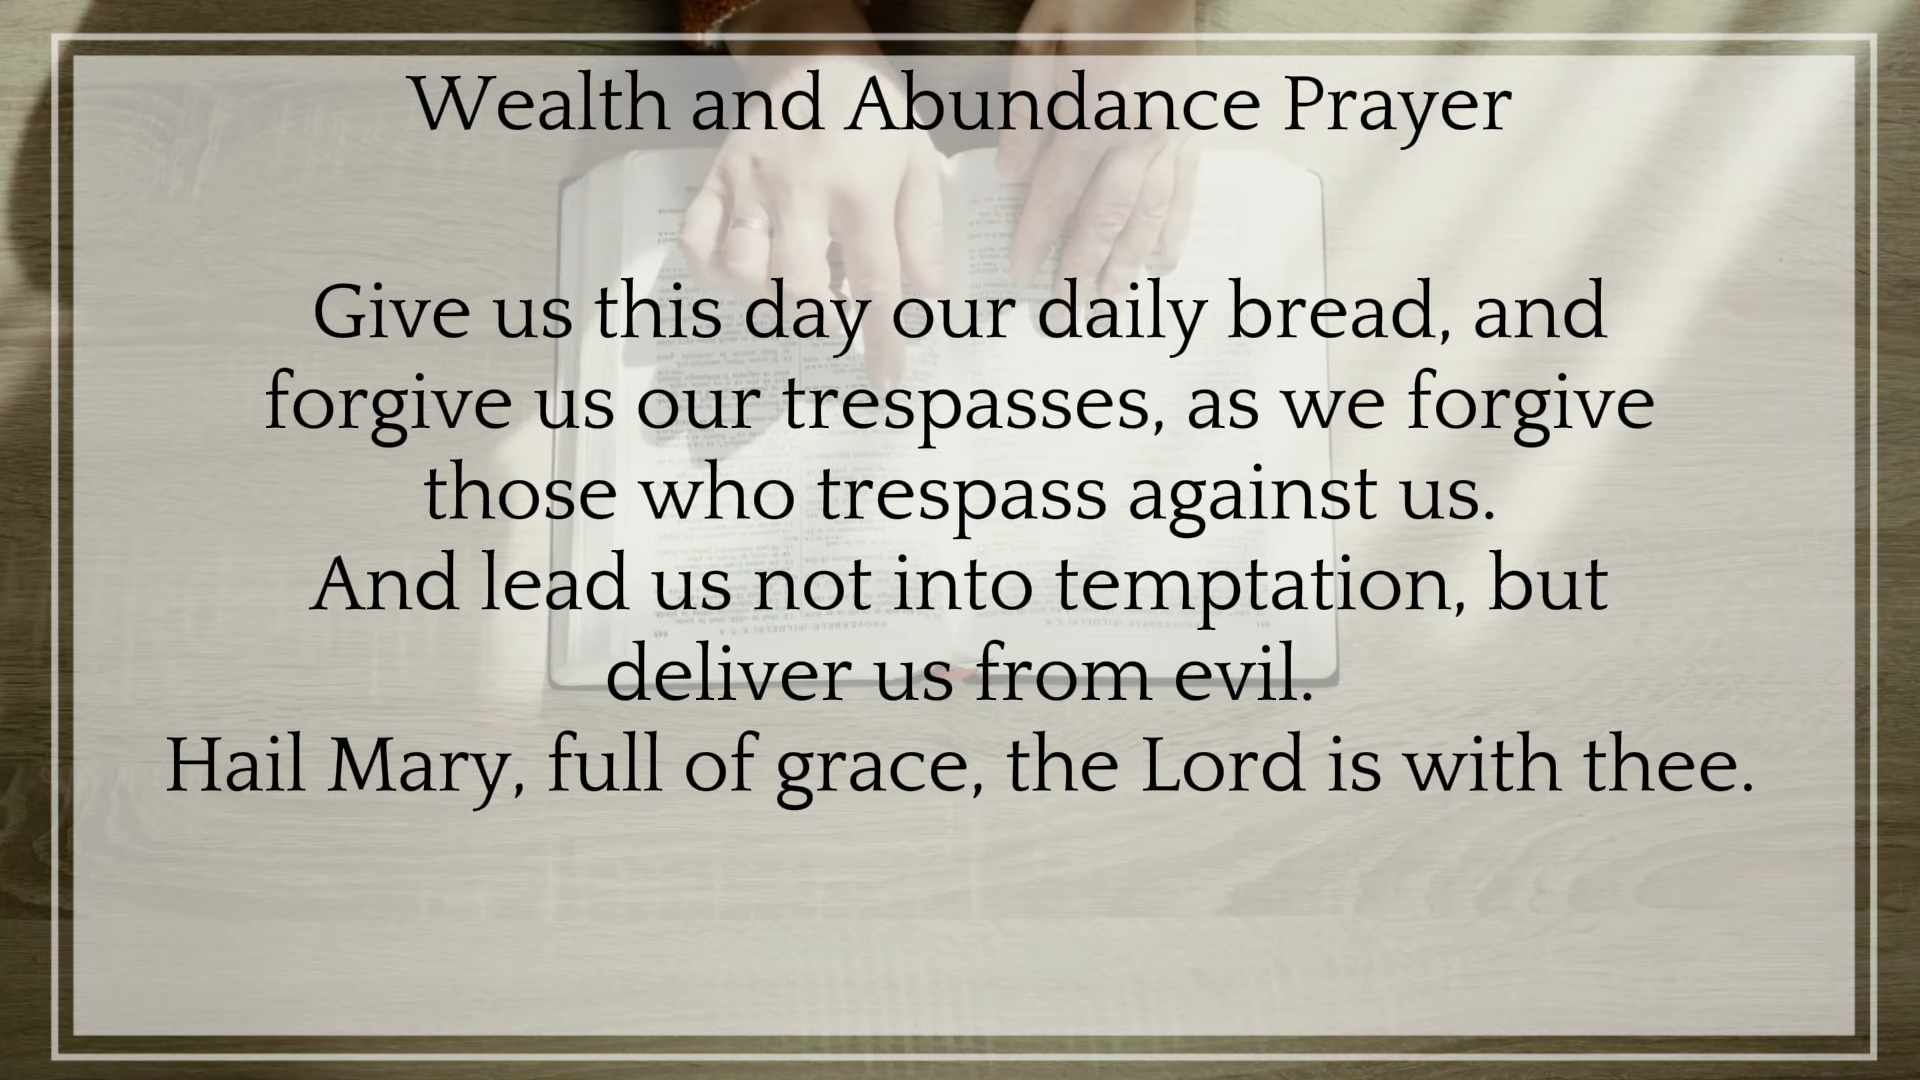 Wealth and Abundance Prayer
Give us this day our daily bread, and
forgive us our trespasses, as we forgive
those who trespass against us.
And lead us not into temptation, but
deliver us from evil.
Hail Mary, full of grace, the Lord is with thee.